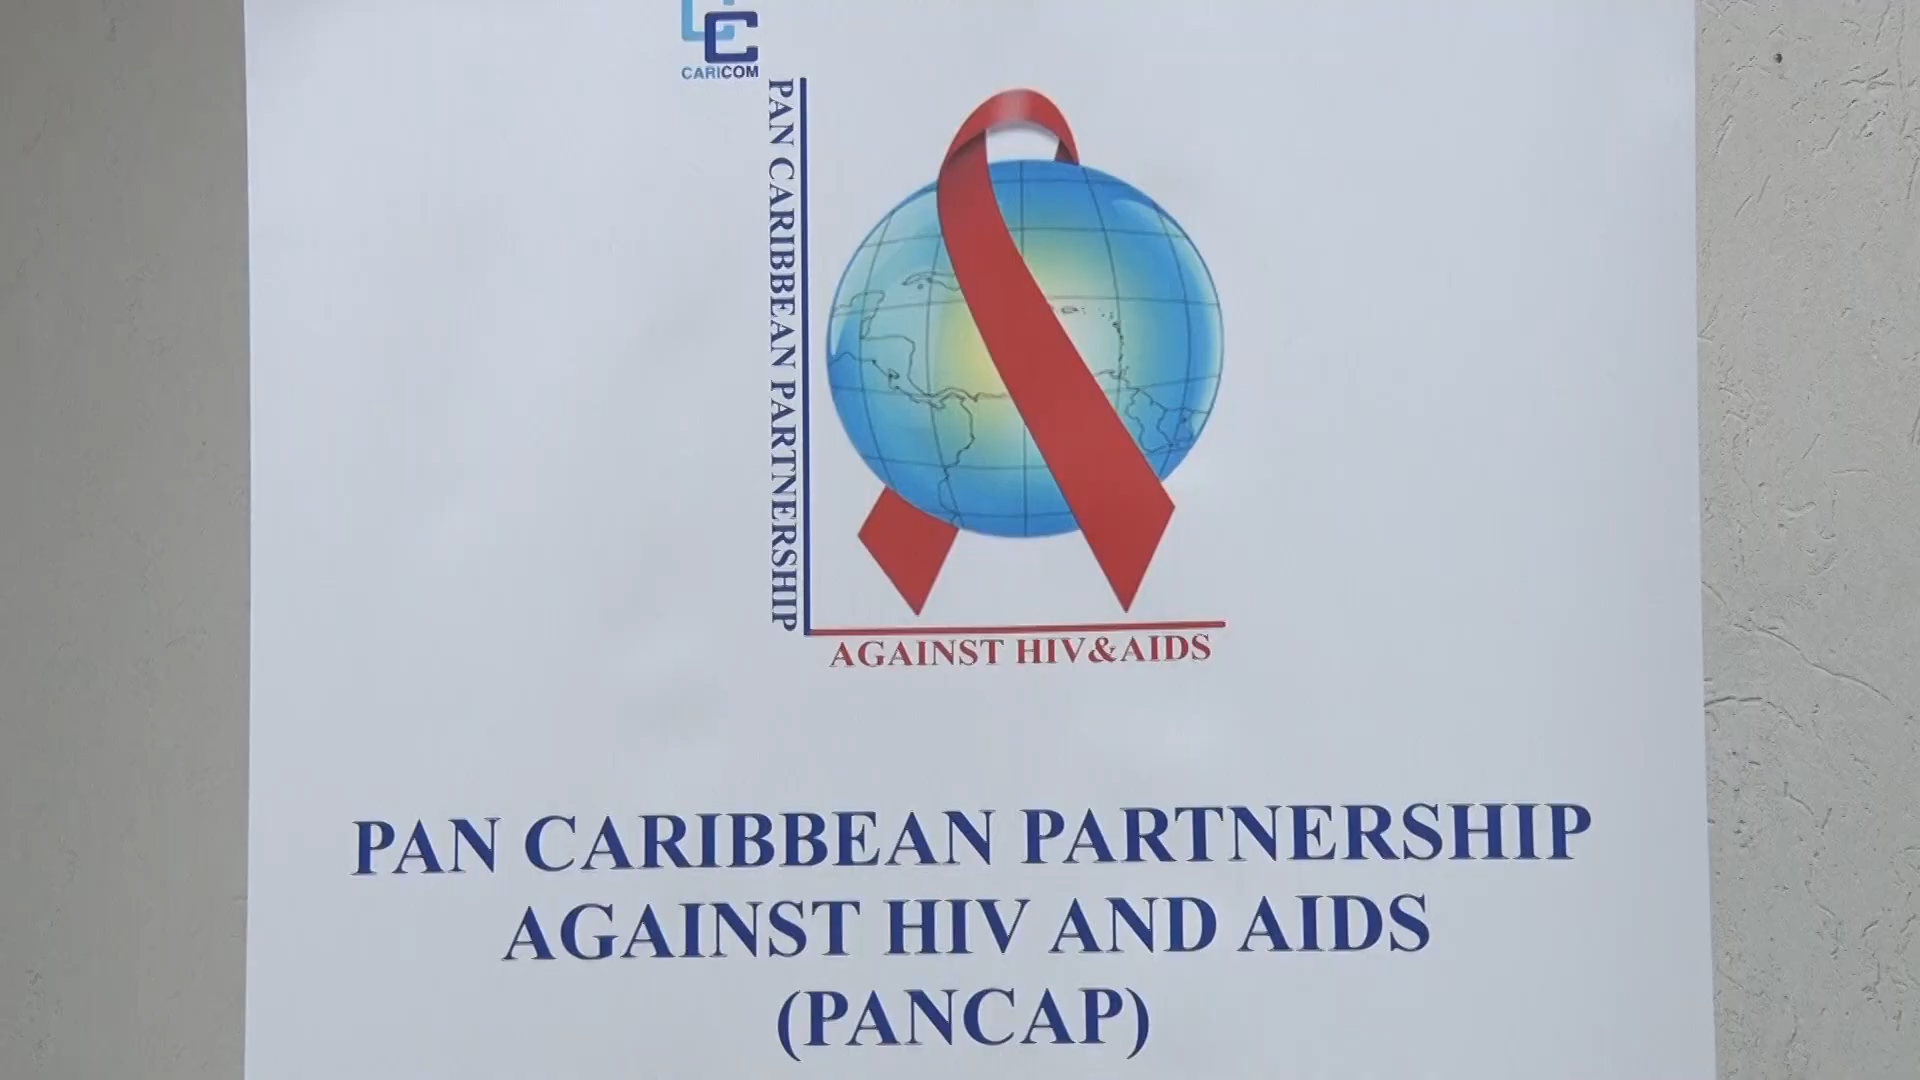 CARICOM
PAN CARIBBEAN PARTNERSHIP
AGAINST HIV&AIDS
PAN CARIBBEAN PARTNERSHIP
AGAINST HIV AND AIDS
(PANCAP)